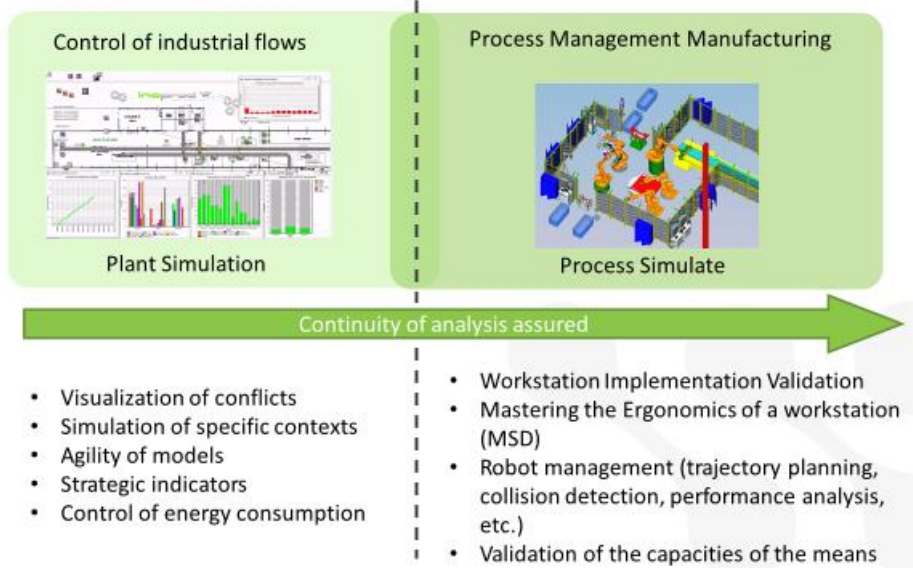 Control of industrial flows
Plant Simulation
Process Management Manufacturing
Process Simulate
Continuity of analysis assured
• Visualization of conflicts
• Simulation of specific contexts
• Agility of models
• Strategic indicators
• Control of energy consumption
• Workstation Implementation Validation
• Mastering the Ergonomics of a workstation
(MSD)
• Robot management (trajectory planning,
collision detection, performance analysis,
etc.)
• Validation of the capacities of the means